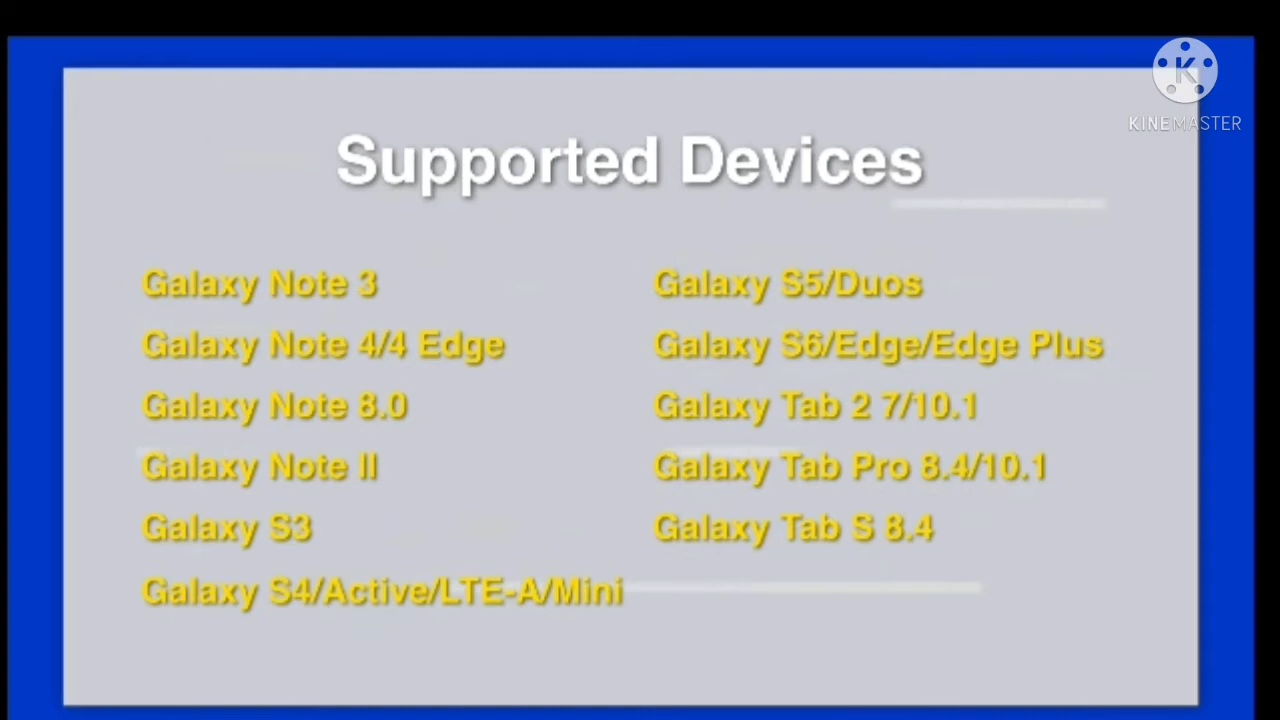 KINEMASTER
Supported Devices
Galaxy Note 3
Galaxy Note 4/4 Edge
Galaxy Note 8.0
Galaxy Note II
Galaxy S3
Galaxy S4/Active/LTE-A/Mini
Galaxy S5/Duos
Galaxy S6/Edge/Edge Plus
Galaxy Tab 2 7/10.1
Galaxy Tab Pro 8.4/10.1
Galaxy Tab S 8.4